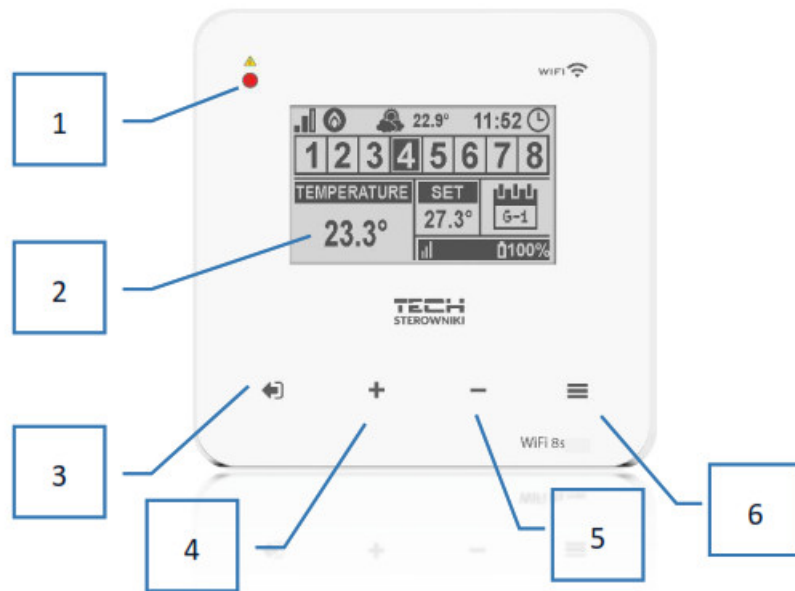 WIFI
1
22.9° 11:52
1 2 3 4 5 6 7 8
TEMPERATURE SET
23.3° 27.3° G-1
100%
2
TECH
STEROWNIKI
WiFi 8s
3
4
5
6